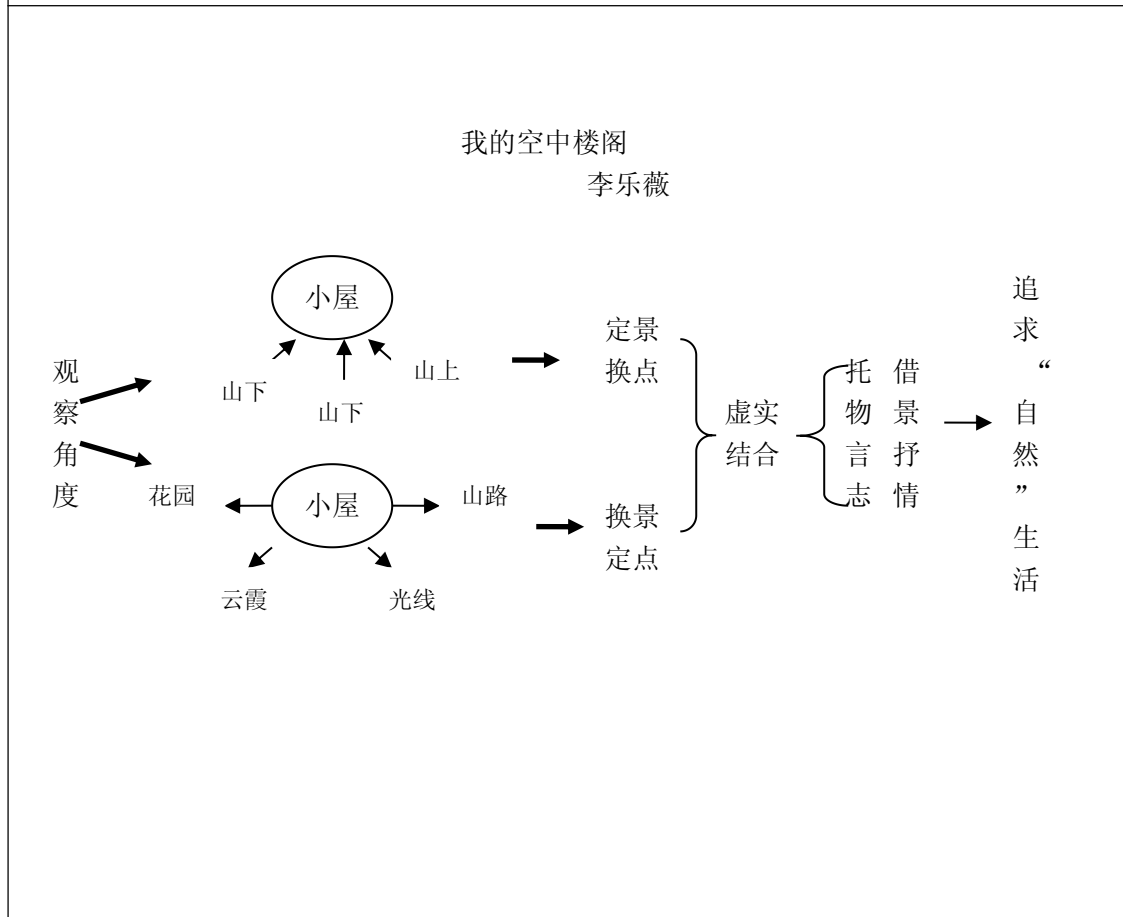 我的空中楼阁
李乐薇
观察角度
小屋
山下
山下
山上
定景
换点
花园
小屋
山路
云霞
光线
换景
定点
虚实
结合
托物言志
借景抒情
追求“自然”生活